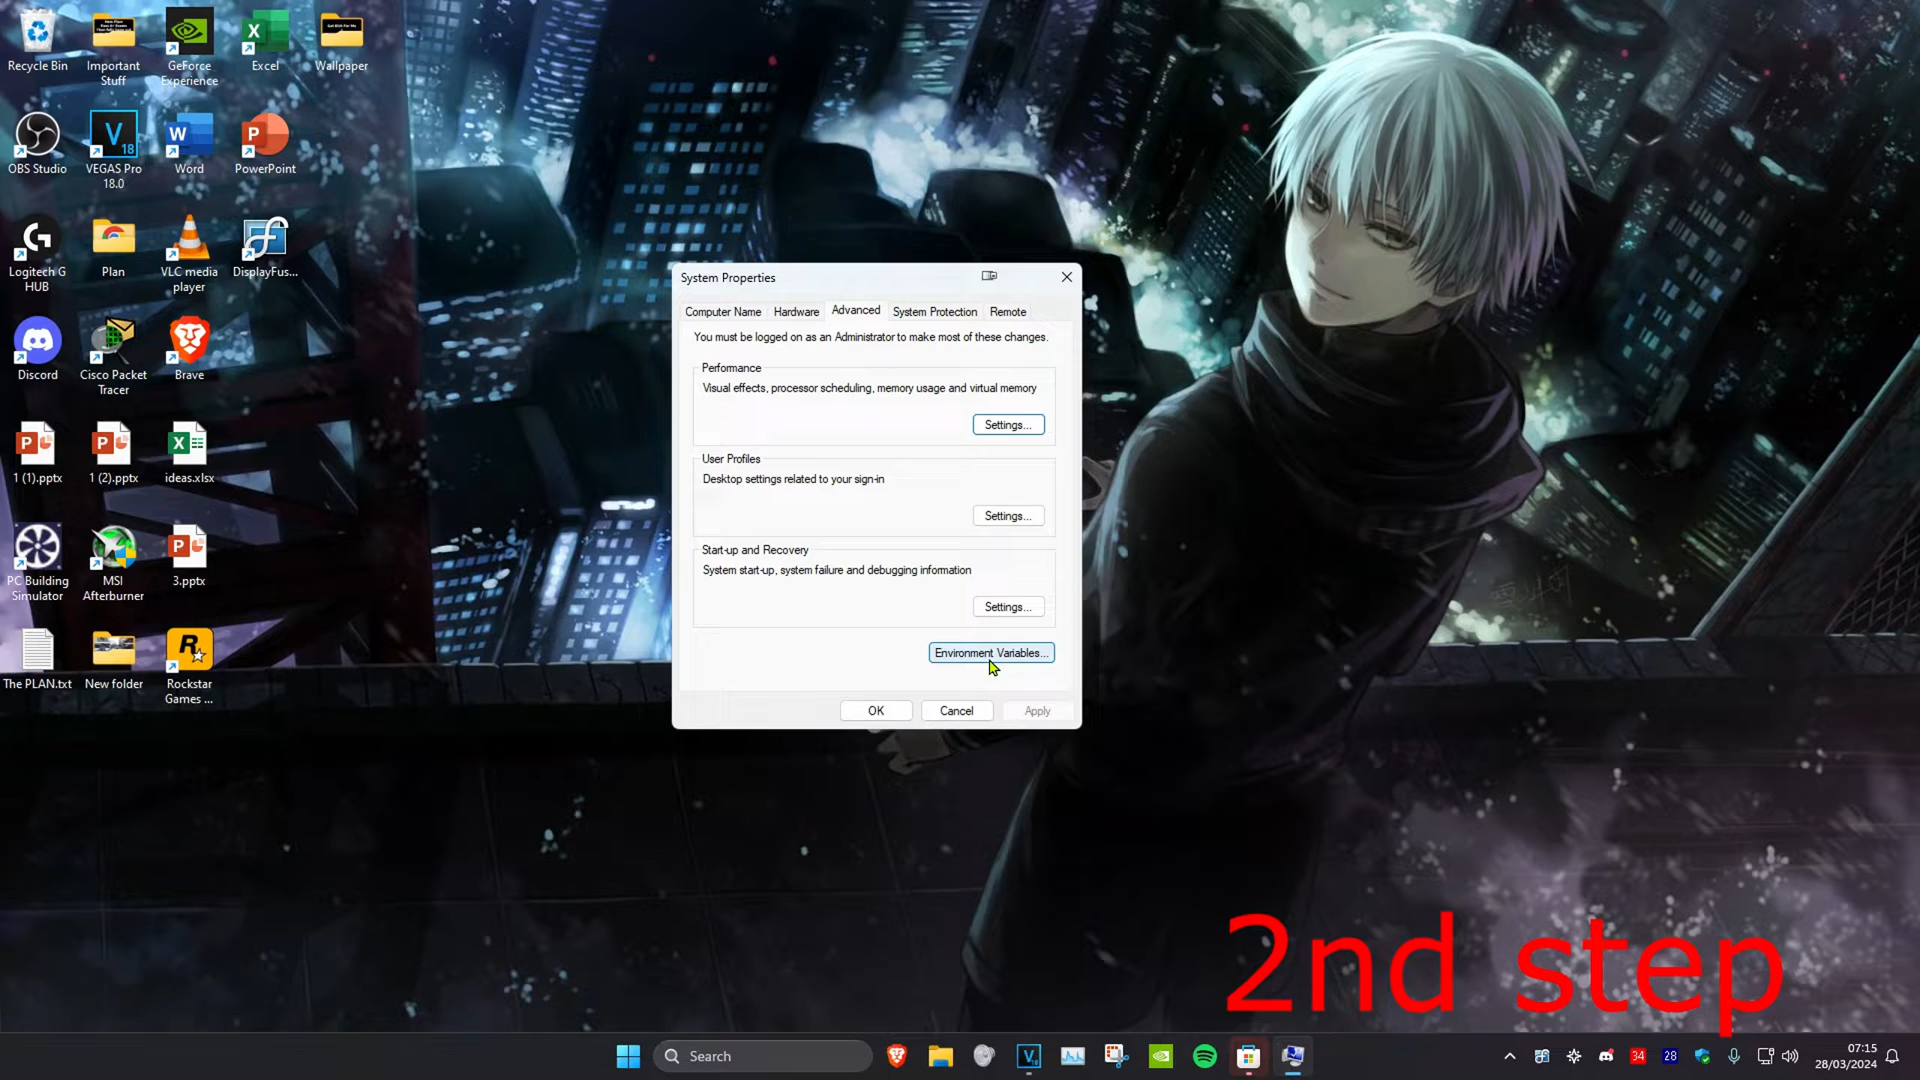 Recycle Bin
Important Stuff
GeForce Experience
Excel
Wallpaper
OBS Studio
VEGAS Pro 18.0
Word
PowerPoint
Logitech G HUB
Plan
VLC media player
DisplayFus...
Discord
Cisco Packet Tracer
Brave
1 (1).pptx
1 (2).pptx
ideas.xlsx
PC Building Simulator
MSI Afterburner
3.pptx
The PLAN.txt
New folder
Rockstar Games ...
System Properties
Computer Name
Hardware
Advanced
System Protection
Remote
You must be logged on as an Administrator to make most of these changes.
Performance
Visual effects, processor scheduling, memory usage and virtual memory
Settings...
User Profiles
Desktop settings related to your sign-in
Settings...
Start-up and Recovery
System start-up, system failure and debugging information
Settings...
Environment Variables...
OK
Cancel
Apply
2nd step
Search
34
28
07:15
28/03/2024